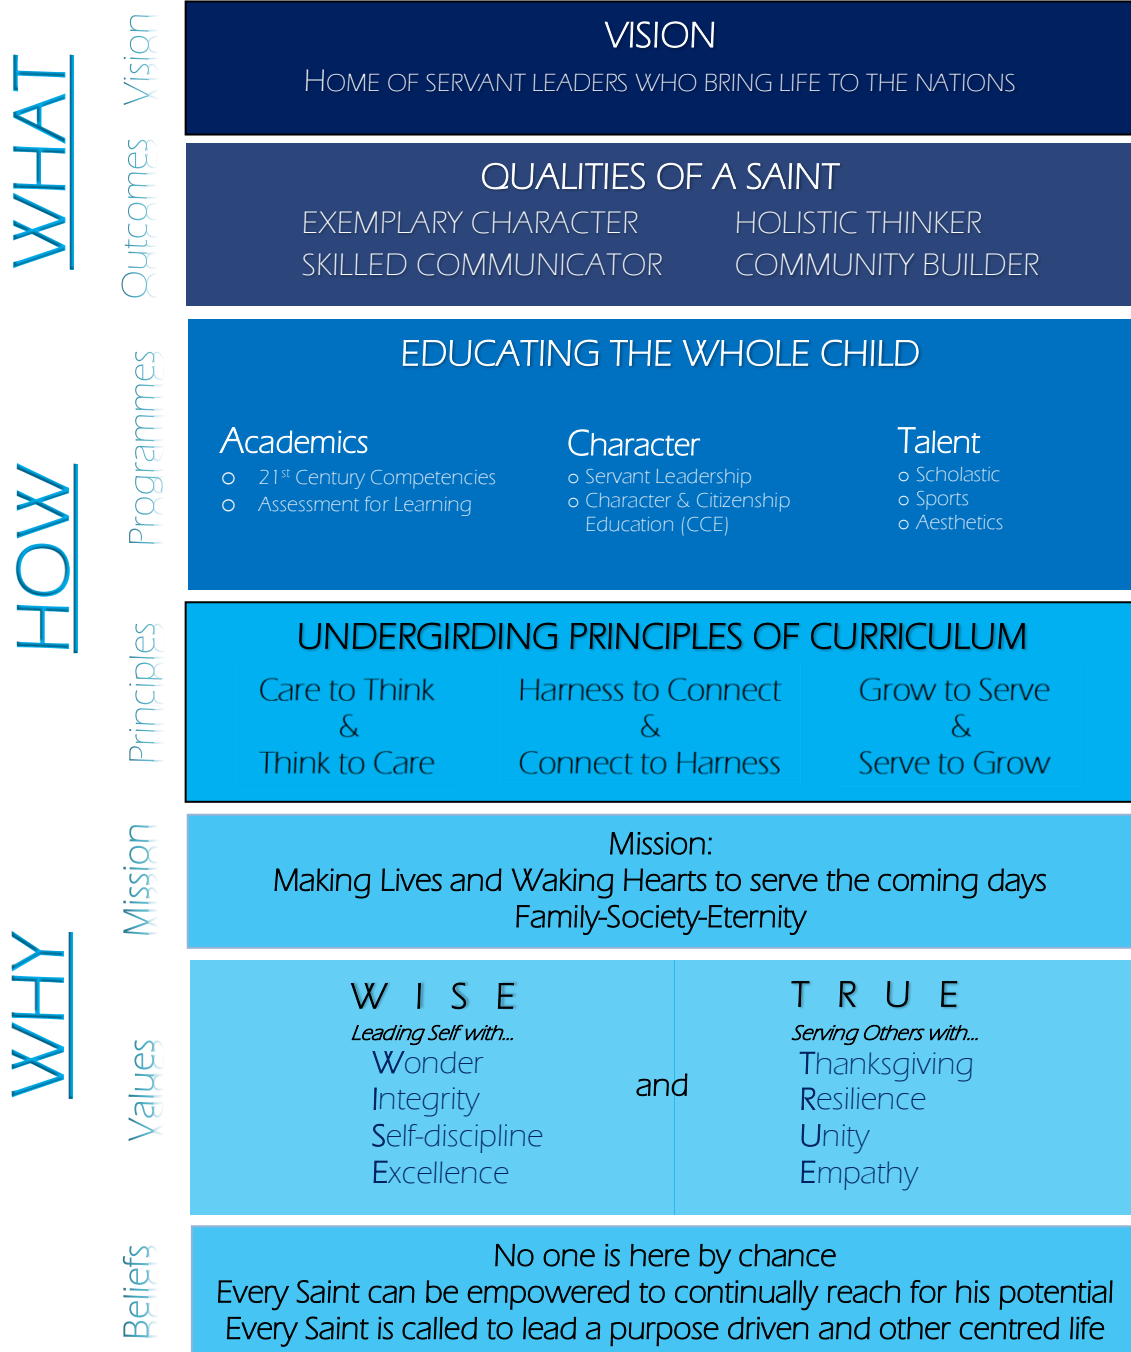 WHAT
Vision
VISION
HOME OF SERVANT LEADERS WHO BRING LIFE TO THE NATIONS
Outcomes
QUALITIES OF A SAINT
EXEMPLARY CHARACTER HOLISTIC THINKER
SKILLED COMMUNICATOR COMMUNITY BUILDER
HOW
Programmes
EDUCATING THE WHOLE CHILD
Academics
21st Century Competencies
Assessment for Learning
Character
Servant Leadership
Character & Citizenship
Education (CCE)
Talent
Scholastic
Sports
Aesthetics
Principles
UNDERGIRDING PRINCIPLES OF CURRICULUM
Care to Think
&
Think to Care
Harness to Connect
&
Connect to Harness
Grow to Serve
&
Serve to Grow
WHY
Mission
Mission:
Making Lives and Waking Hearts to serve the coming days
Family-Society-Eternity
Values
W I S E
Leading Self with...
Wonder
Integrity
Self-discipline
Excellence
and
T R U E
Serving Others with...
Thanksgiving
Resilience
Unity
Empathy
Beliefs
No one is here by chance
Every Saint can be empowered to continually reach for his potential
Every Saint is called to lead a purpose driven and other centred life